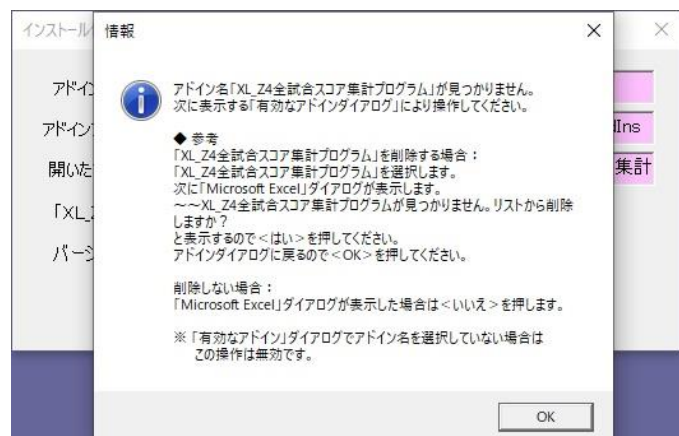 インストール
情報
アドイン
アドイン
lIns
開いた
集計
「XL_
バージ
アドイン名「XL_Z4全試合スコア集計プログラム」が見つかりません。
次に表示する「有効なアドインダイアログ」により操作してください。
◆ 参考
「XL_Z4全試合スコア集計プログラム」を削除する場合：
「XL_Z4全試合スコア集計プログラム」を選択します。
次に「Microsoft Excel」ダイアログが表示します。
～～XL_Z4全試合スコア集計プログラムが見つかりません。リストから削除
しますか？
と表示するので＜はい＞を押してください。
アドインダイアログに戻るので＜OK＞を押してください。
削除しない場合：
「Microsoft Excel」ダイアログが表示した場合は＜いいえ＞を押します。
※ 「有効なアドイン」ダイアログでアドイン名を選択していない場合は
この操作は無効です。
OK